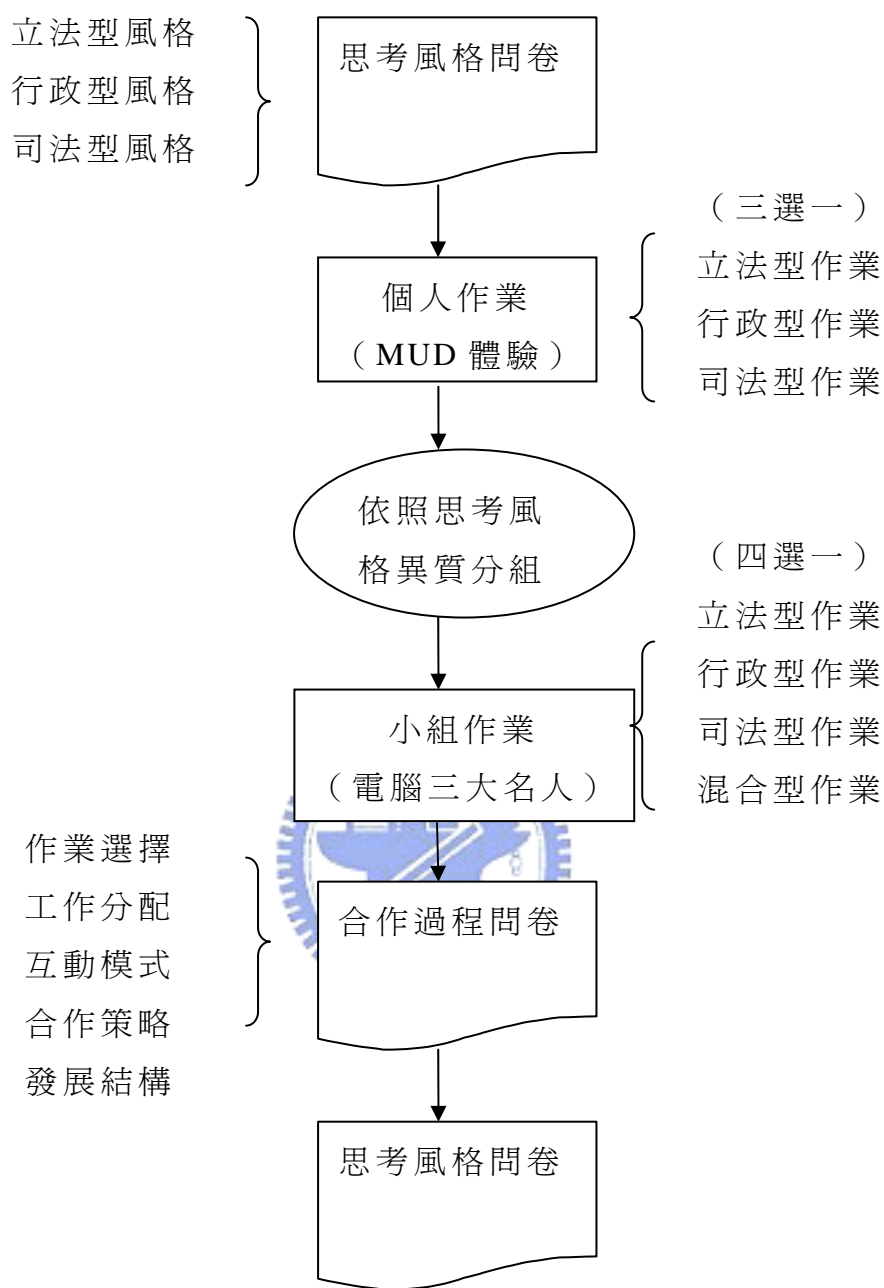 立法型風格
行政型風格
司法型風格
思考風格問卷
個人作業
（MUD 體驗）
（三選一）
立法型作業
行政型作業
司法型作業
依照思考風
格異質分組
小組作業
（電腦三大名人）
（四選一）
立法型作業
行政型作業
司法型作業
混合型作業
作業選擇
工作分配
互動模式
合作策略
發展結構
合作過程問卷
思考風格問卷